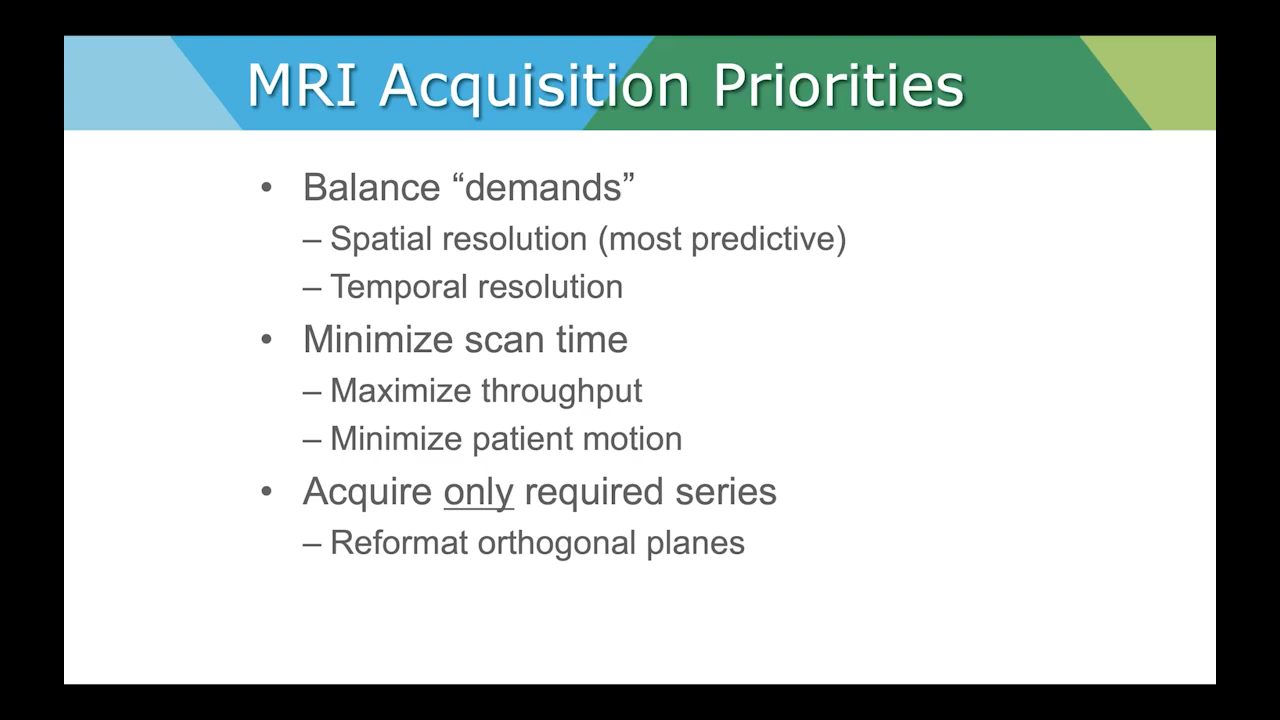 MRI Acquisition Priorities
• Balance “demands”
– Spatial resolution (most predictive)
– Temporal resolution
• Minimize scan time
– Maximize throughput
– Minimize patient motion
• Acquire only required series
– Reformat orthogonal planes